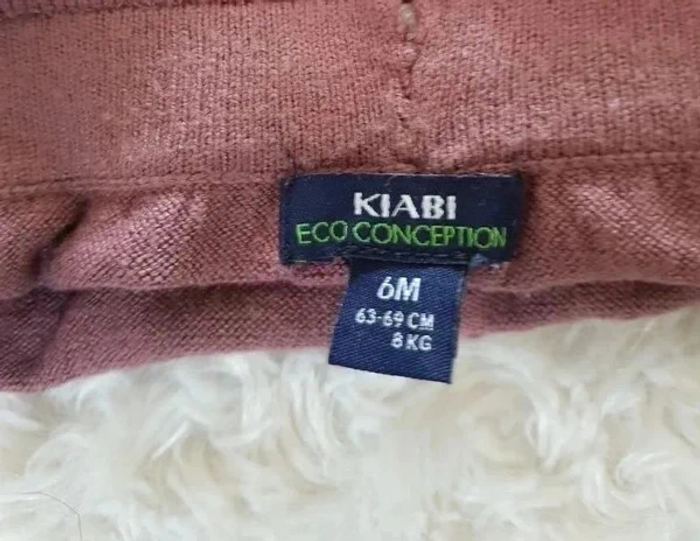 KIABI
ECO CONCEPTION
6M
63-69 CM
8 KG